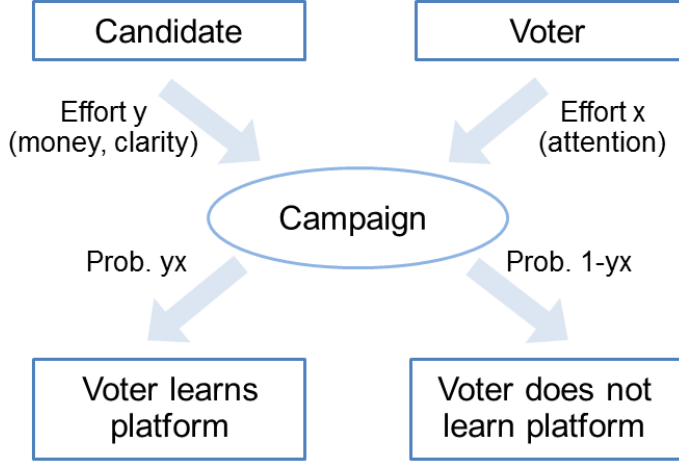 Candidate
Voter
Effort y
(money, clarity)
Effort x
(attention)
Campaign
Prob. yx
Prob. 1-yx
Voter learns
platform
Voter does not
learn platform